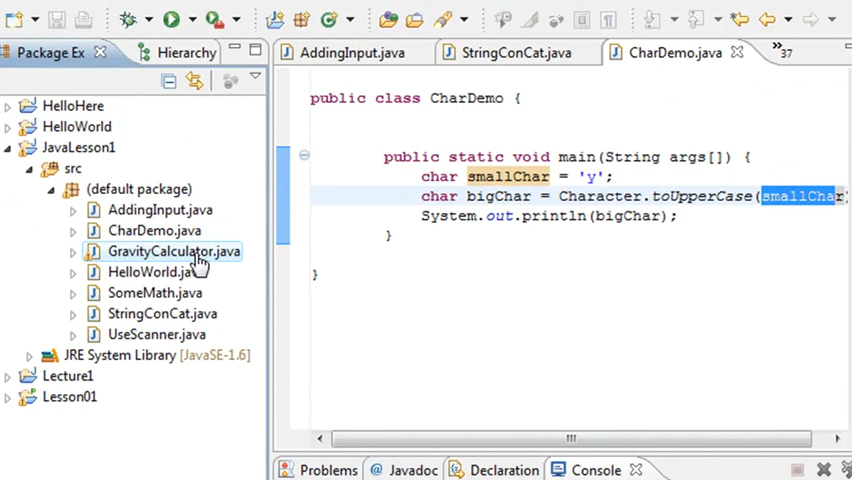 Package Ex
Hierarchy
HelloHere
HelloWorld
JavaLesson1
src
(default package)
AddingInput.java
CharDemo.java
GravityCalculator.java
HelloWorld.java
SomeMath.java
StringConCat.java
UseScanner.java
JRE System Library [JavaSE-1.6]
Lecture1
Lesson01
AddingInput.java
StringConCat.java
CharDemo.java
»37
public class CharDemo {
public static void main(String args[]) {
char smallChar = 'y';
char bigChar = Character.toUpperCase(smallChar)
System.out.println(bigChar);
}
}
Problems
@ Javadoc
Declaration
Console